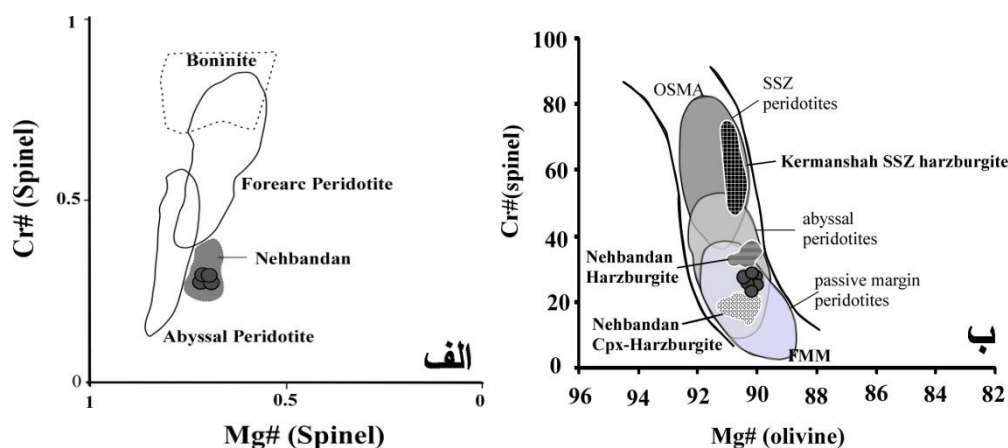 1
Boninite
0.5
Forearc Peridotite
Nehbandan
Abyssal Peridotite
0
1
0.5
0
Cr# (Spinel)
Mg# (Spinel)
الف
100
80
60
40
20
0
OSMA
SSZ
peridotites
Kermanshah SSZ harzburgite
abyssal
peridotites
Nehbandan
Harzburgite
passive margin
peridotites
Nehbandan
Cpx-Harzburgite
FMM
96
94
92
90
88
86
84
82
Cr#(spinel)
Mg# (olivine)
ب